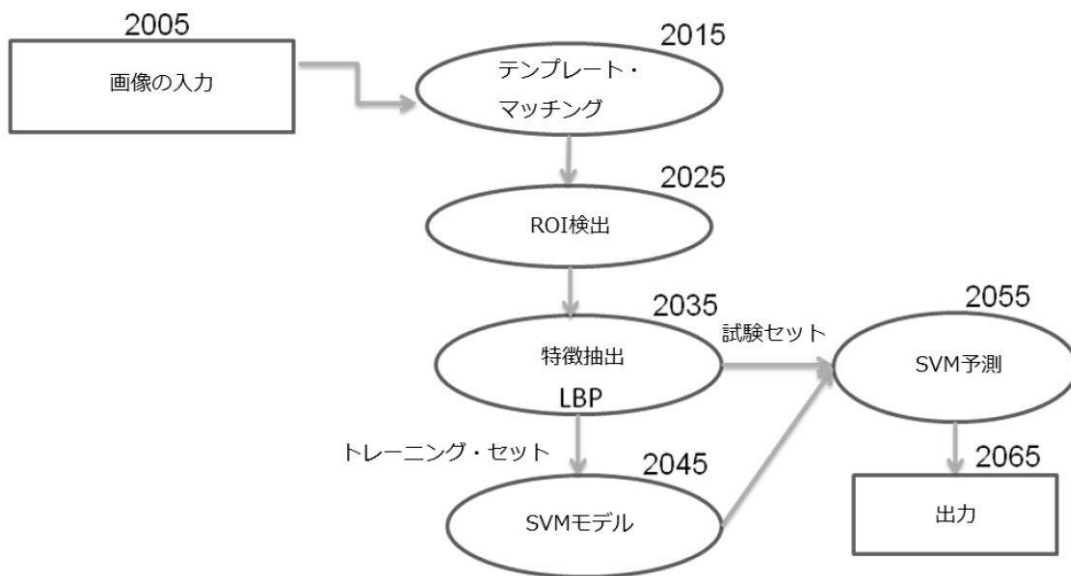 2005
画像の入力
2015
テンプレート・
マッチング
2025
ROI検出
2035
特徴抽出
LBP
試験セット
2055
SVM予測
トレーニング・セット
2045
SVMモデル
2065
出力